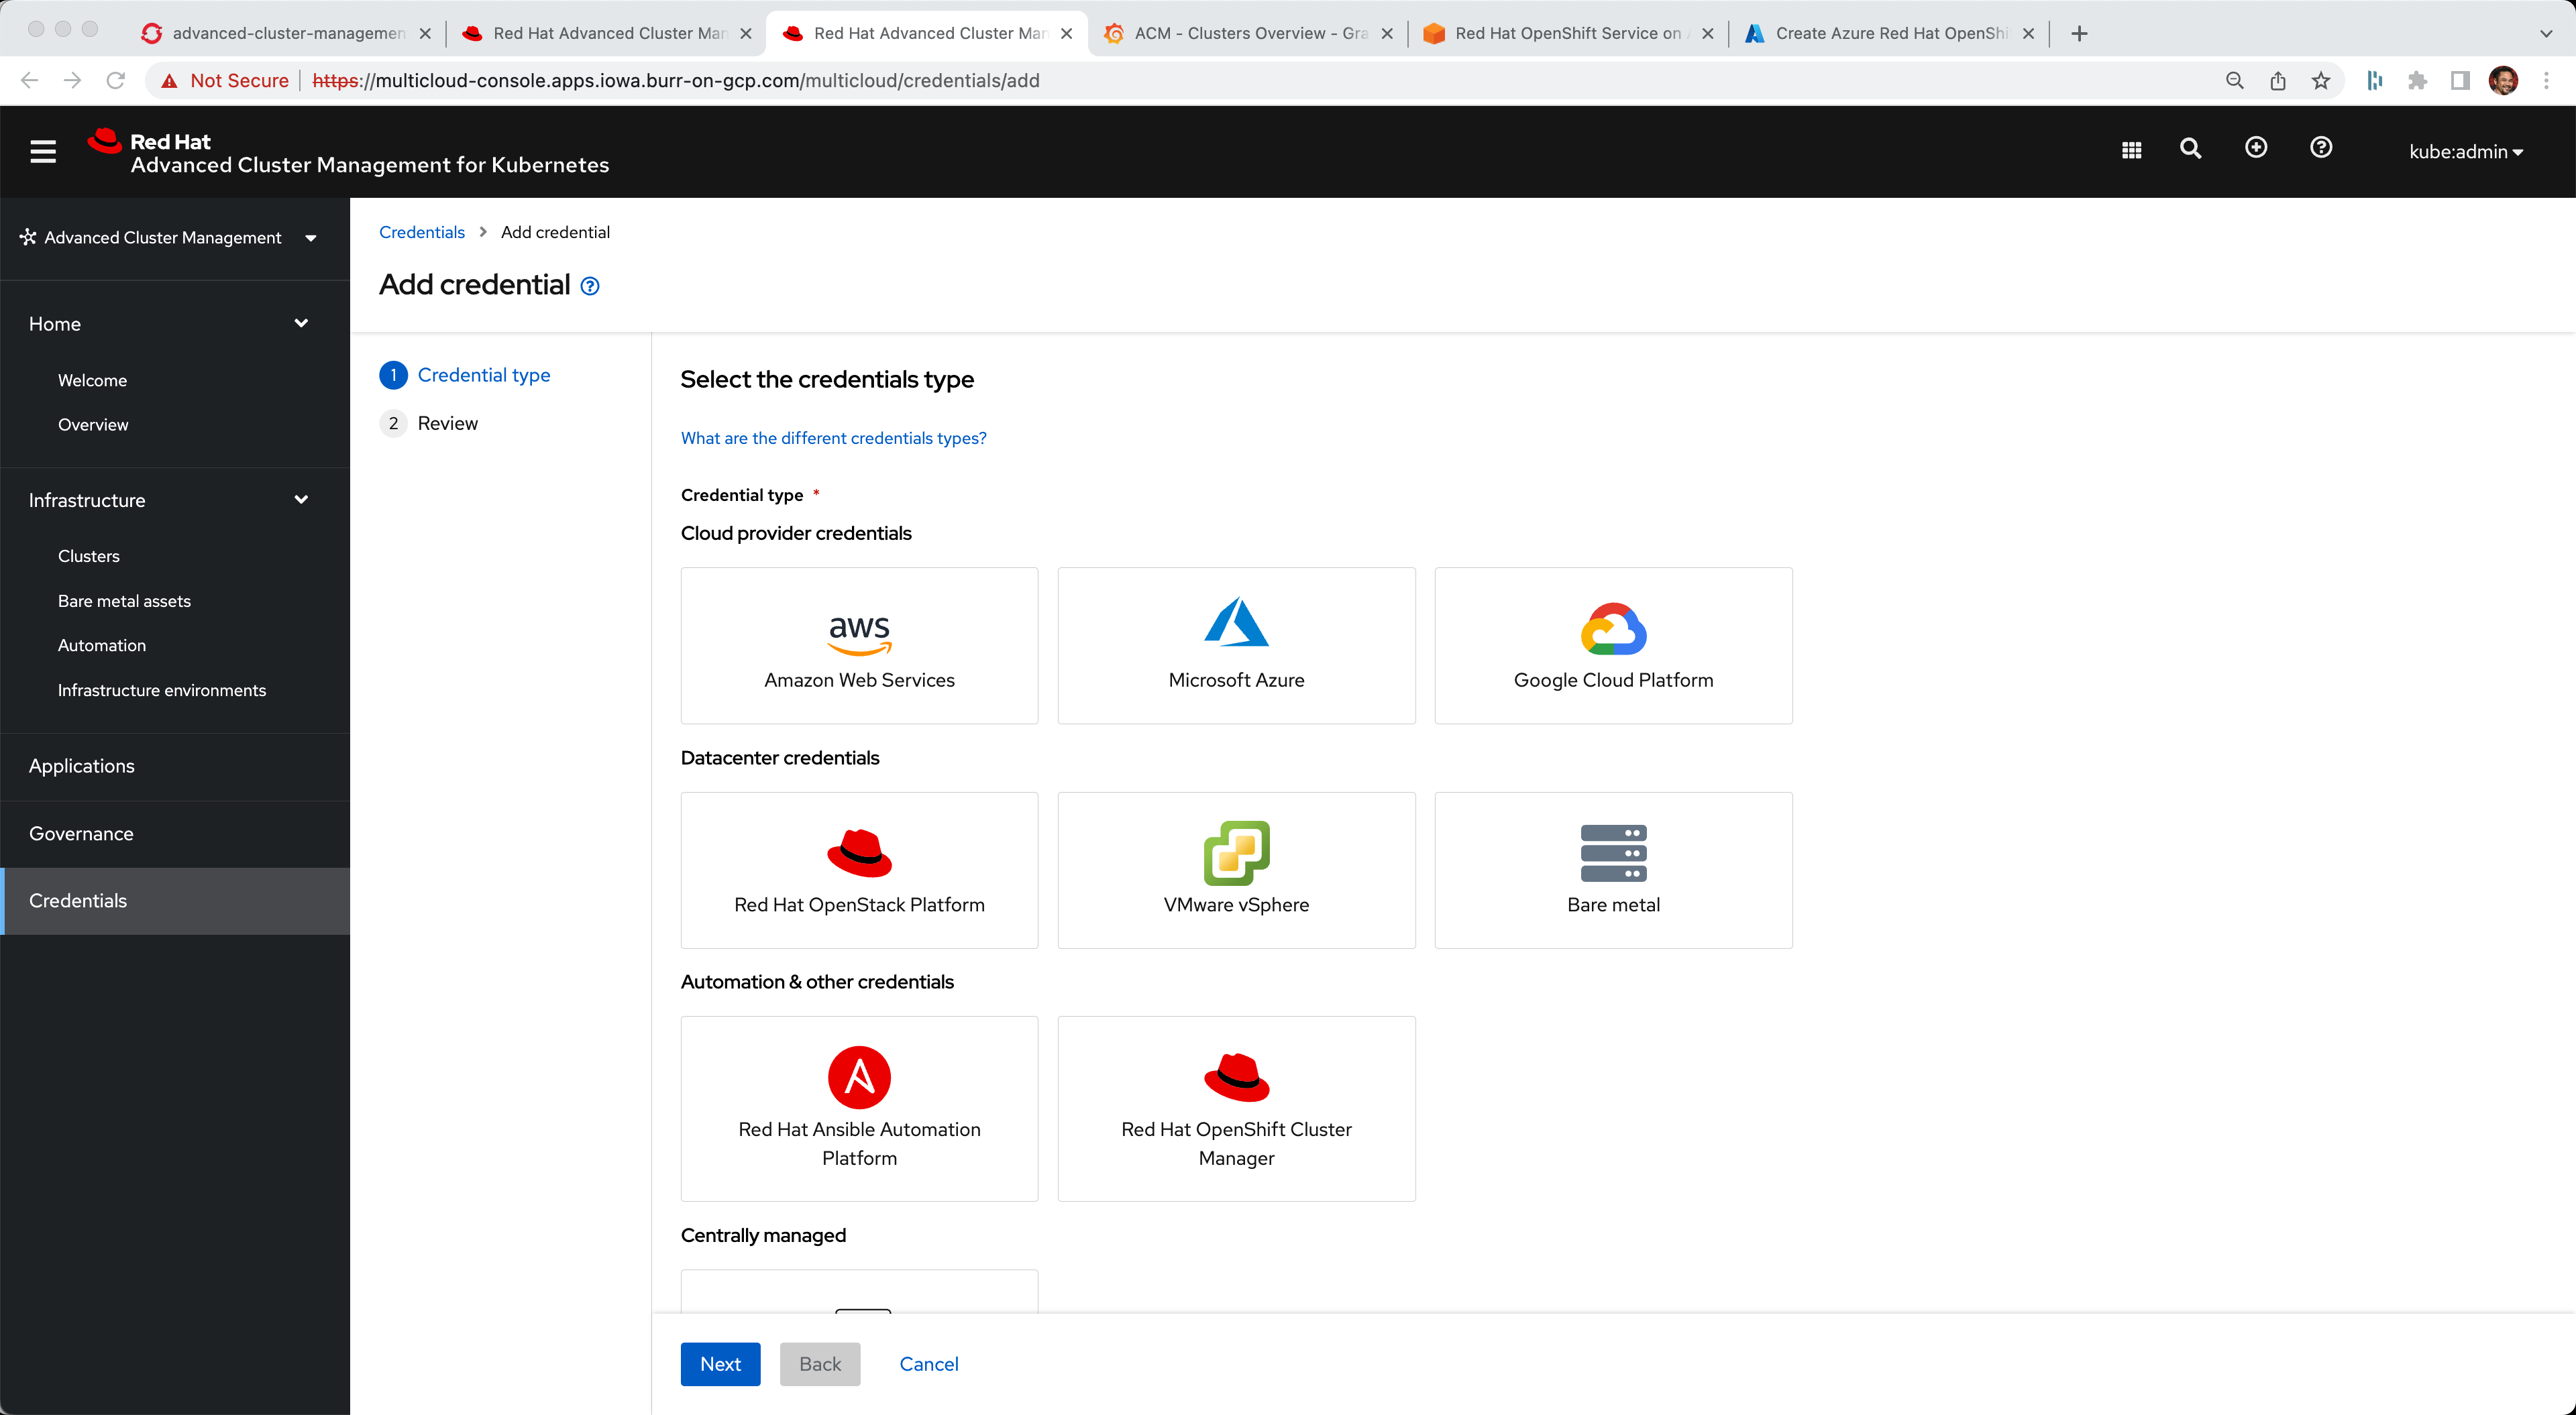 advanced-cluster-managemen
Red Hat Advanced Cluster Man
Red Hat Advanced Cluster Man
ACM - Clusters Overview - Gra
Red Hat OpenShift Service on A
Create Azure Red Hat OpenShi
Not Secure
https://multicloud-console.apps.iowa.burr-on-gcp.com/multicloud/credentials/add
Red Hat
Advanced Cluster Management for Kubernetes
kube:admin
Advanced Cluster Management
Home
Welcome
Overview
Infrastructure
Clusters
Bare metal assets
Automation
Infrastructure environments
Applications
Governance
Credentials
Credentials > Add credential
Add credential
1 Credential type
2 Review
Select the credentials type
What are the different credentials types?
Credential type *
Cloud provider credentials
aws
Amazon Web Services
Microsoft Azure
Google Cloud Platform
Datacenter credentials
Red Hat OpenStack Platform
VMware vSphere
Bare metal
Automation & other credentials
Red Hat Ansible Automation
Platform
Red Hat OpenShift Cluster
Manager
Centrally managed
Next
Back
Cancel